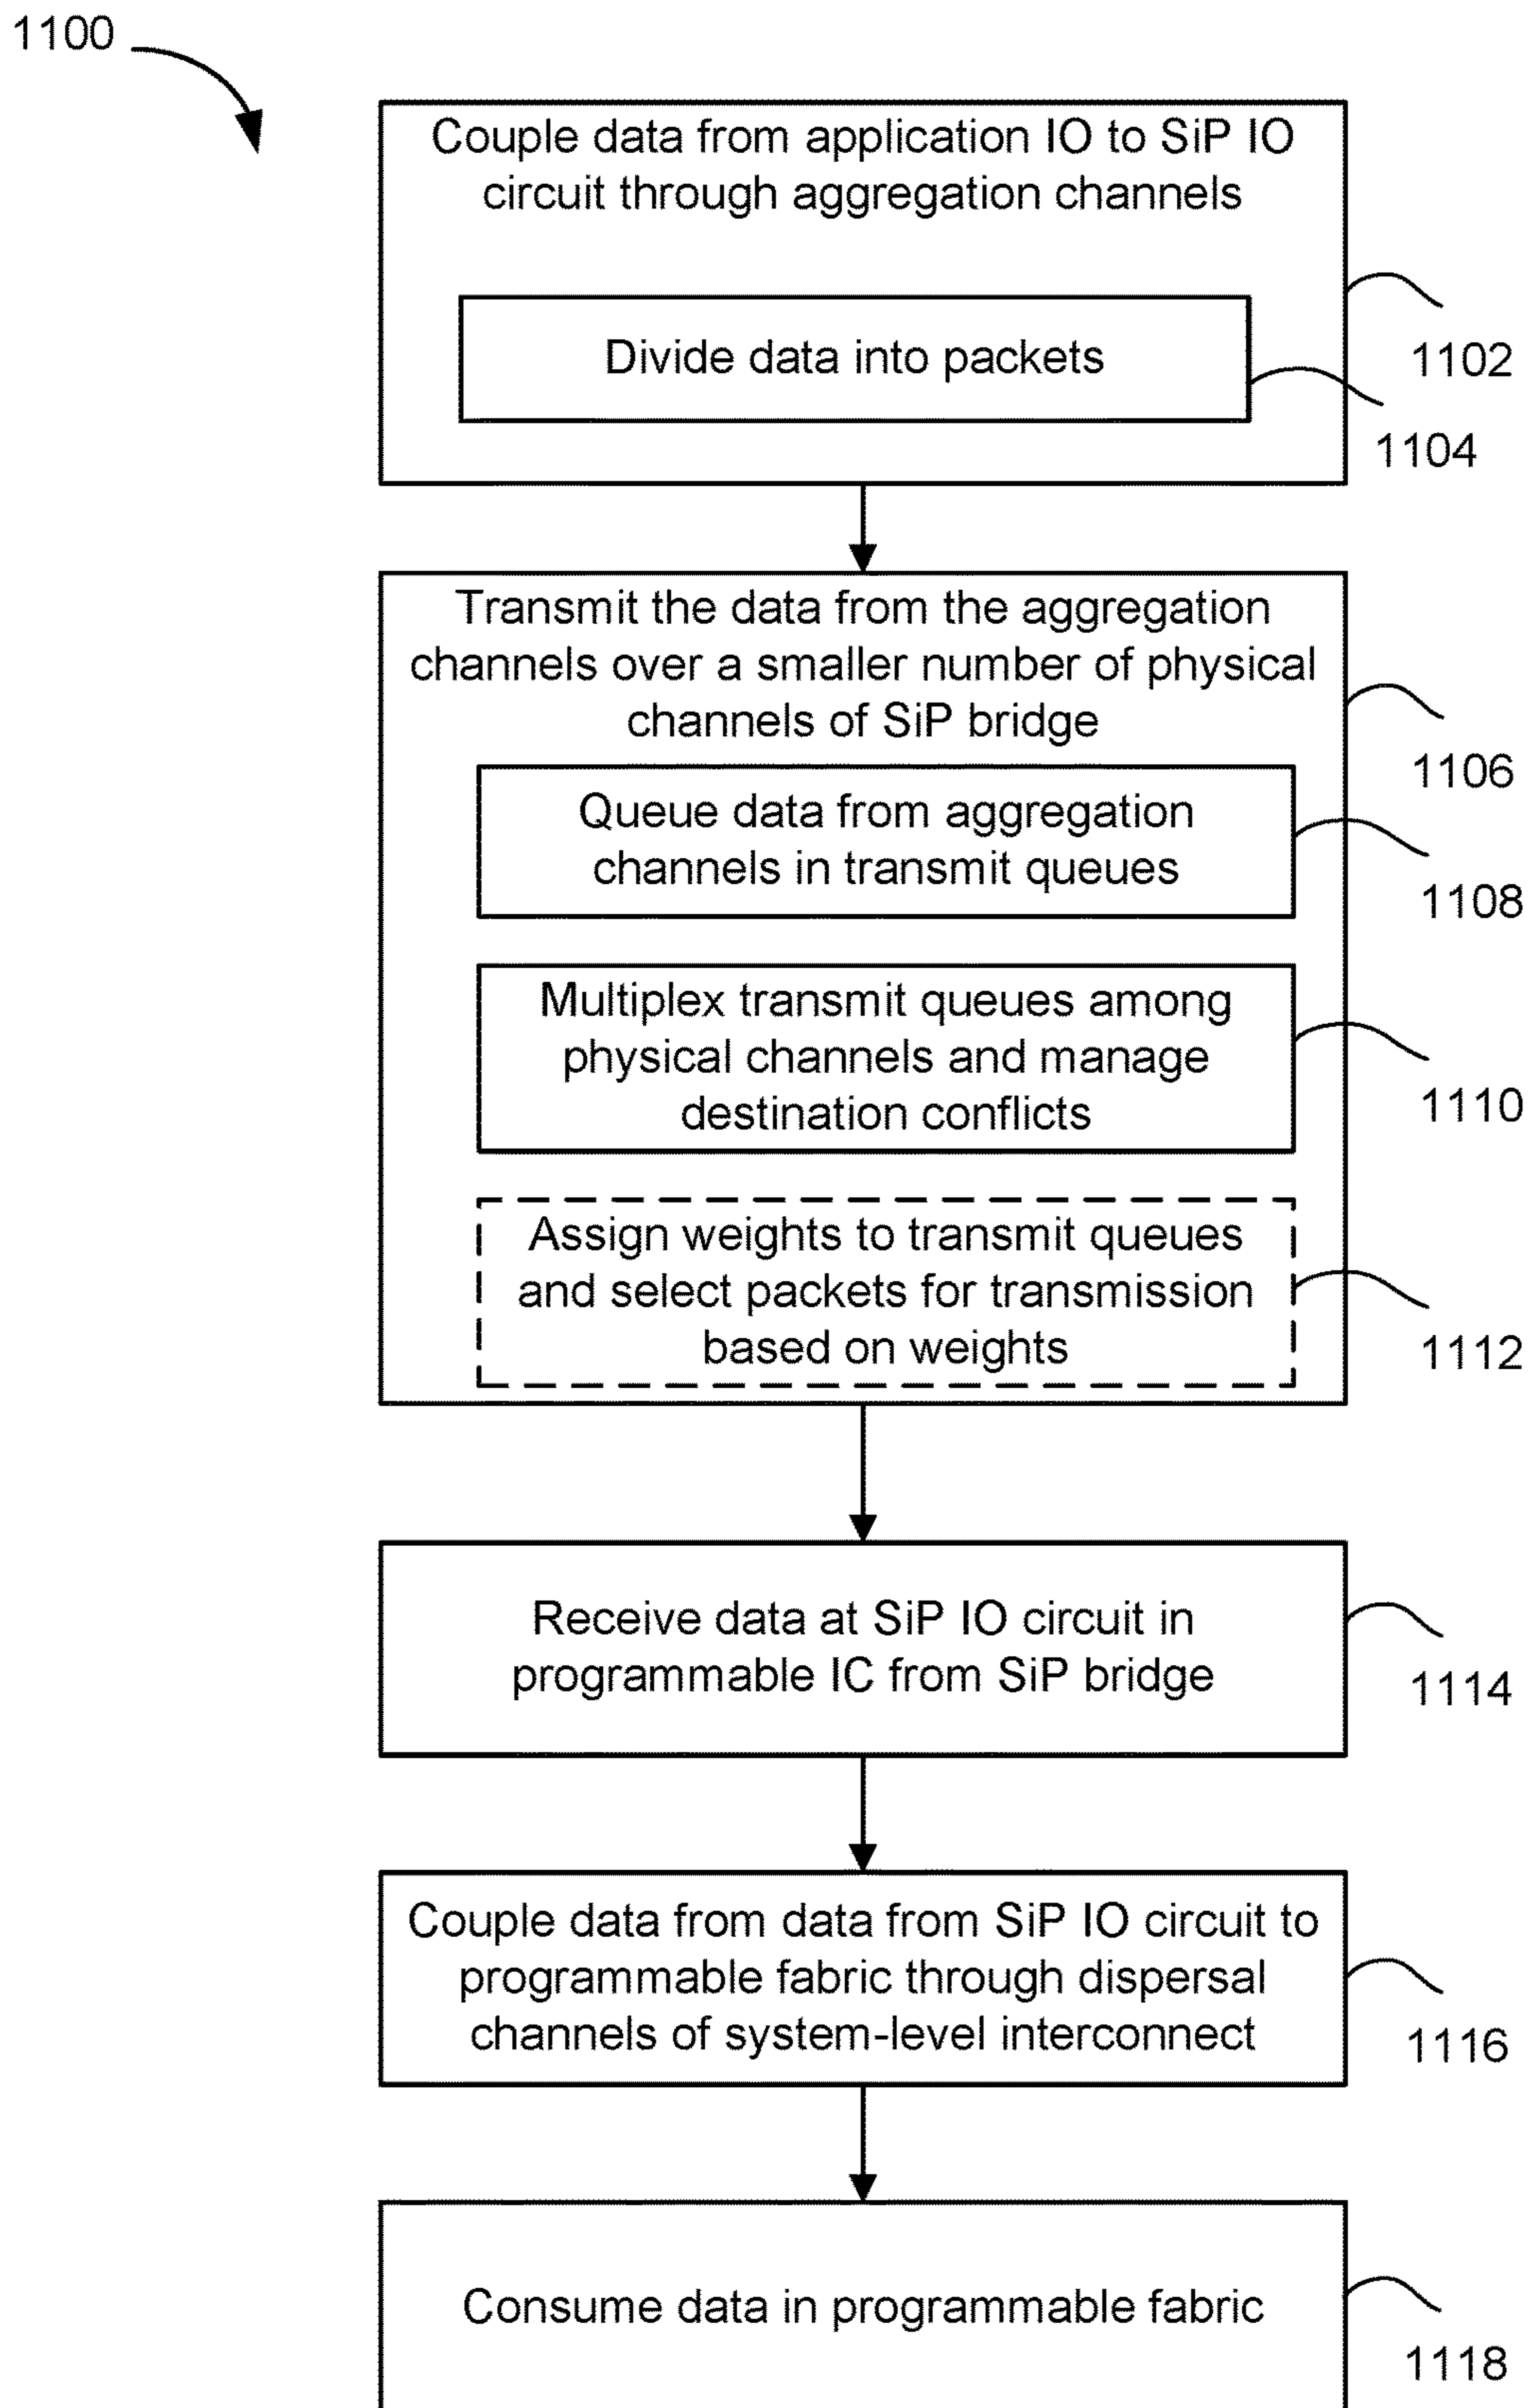 1100
Couple data from application IO to SiP IO
circuit through aggregation channels
Divide data into packets
1102
1104
Transmit the data from the aggregation
channels over a smaller number of physical
channels of SiP bridge
1106
Queue data from aggregation
channels in transmit queues
1108
Multiplex transmit queues among
physical channels and manage
destination conflicts
1110
Assign weights to transmit queues
and select packets for transmission
based on weights
1112
Receive data at SiP IO circuit in
programmable IC from SiP bridge
1114
Couple data from data from SiP IO circuit to
programmable fabric through dispersal
channels of system-level interconnect
1116
Consume data in programmable fabric
1118